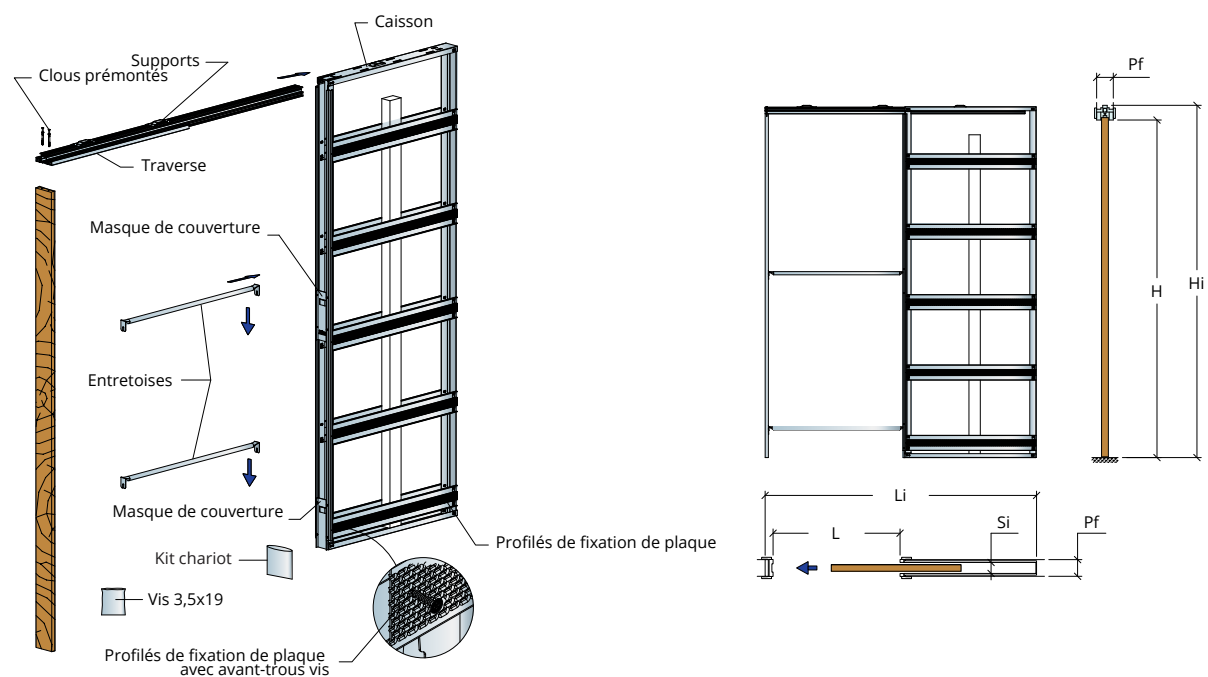 Caisson
Supports
Clous prémontés
Traverse
Masque de couverture
Entretoises
Masque de couverture
Kit chariot
Vis 3,5x19
Profilés de fixation de plaque
Profilés de fixation de plaque
avec avant-trous vis
Pf
H
Hi
Li
L
Si
Pf